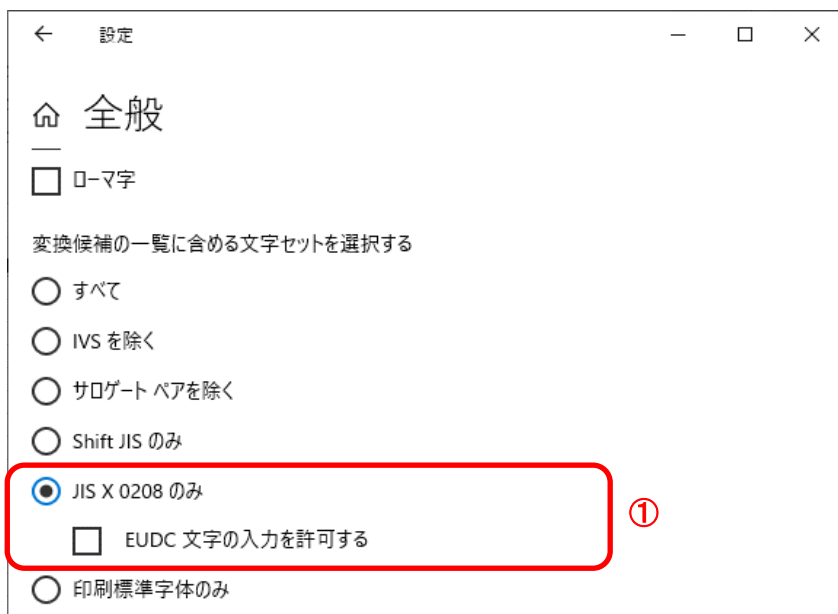 設定
全般
ローマ字
変換候補の一覧に含める文字セットを選択する
すべて
IVS を除く
サロゲート ペアを除く
Shift JIS のみ
JIS X 0208 のみ
①
EUDC 文字の入力を許可する
印刷標準字体のみ